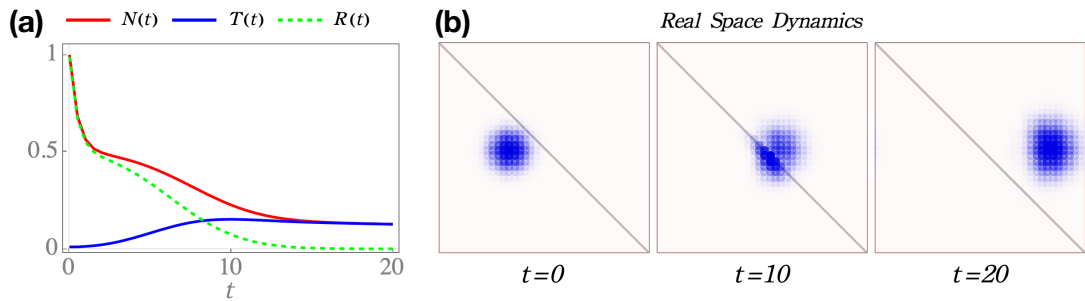 (a) N(t) T(t) R(t)
1
0.5
0
0 10 20
t
(b) Real Space Dynamics
t=0 t=10 t=20